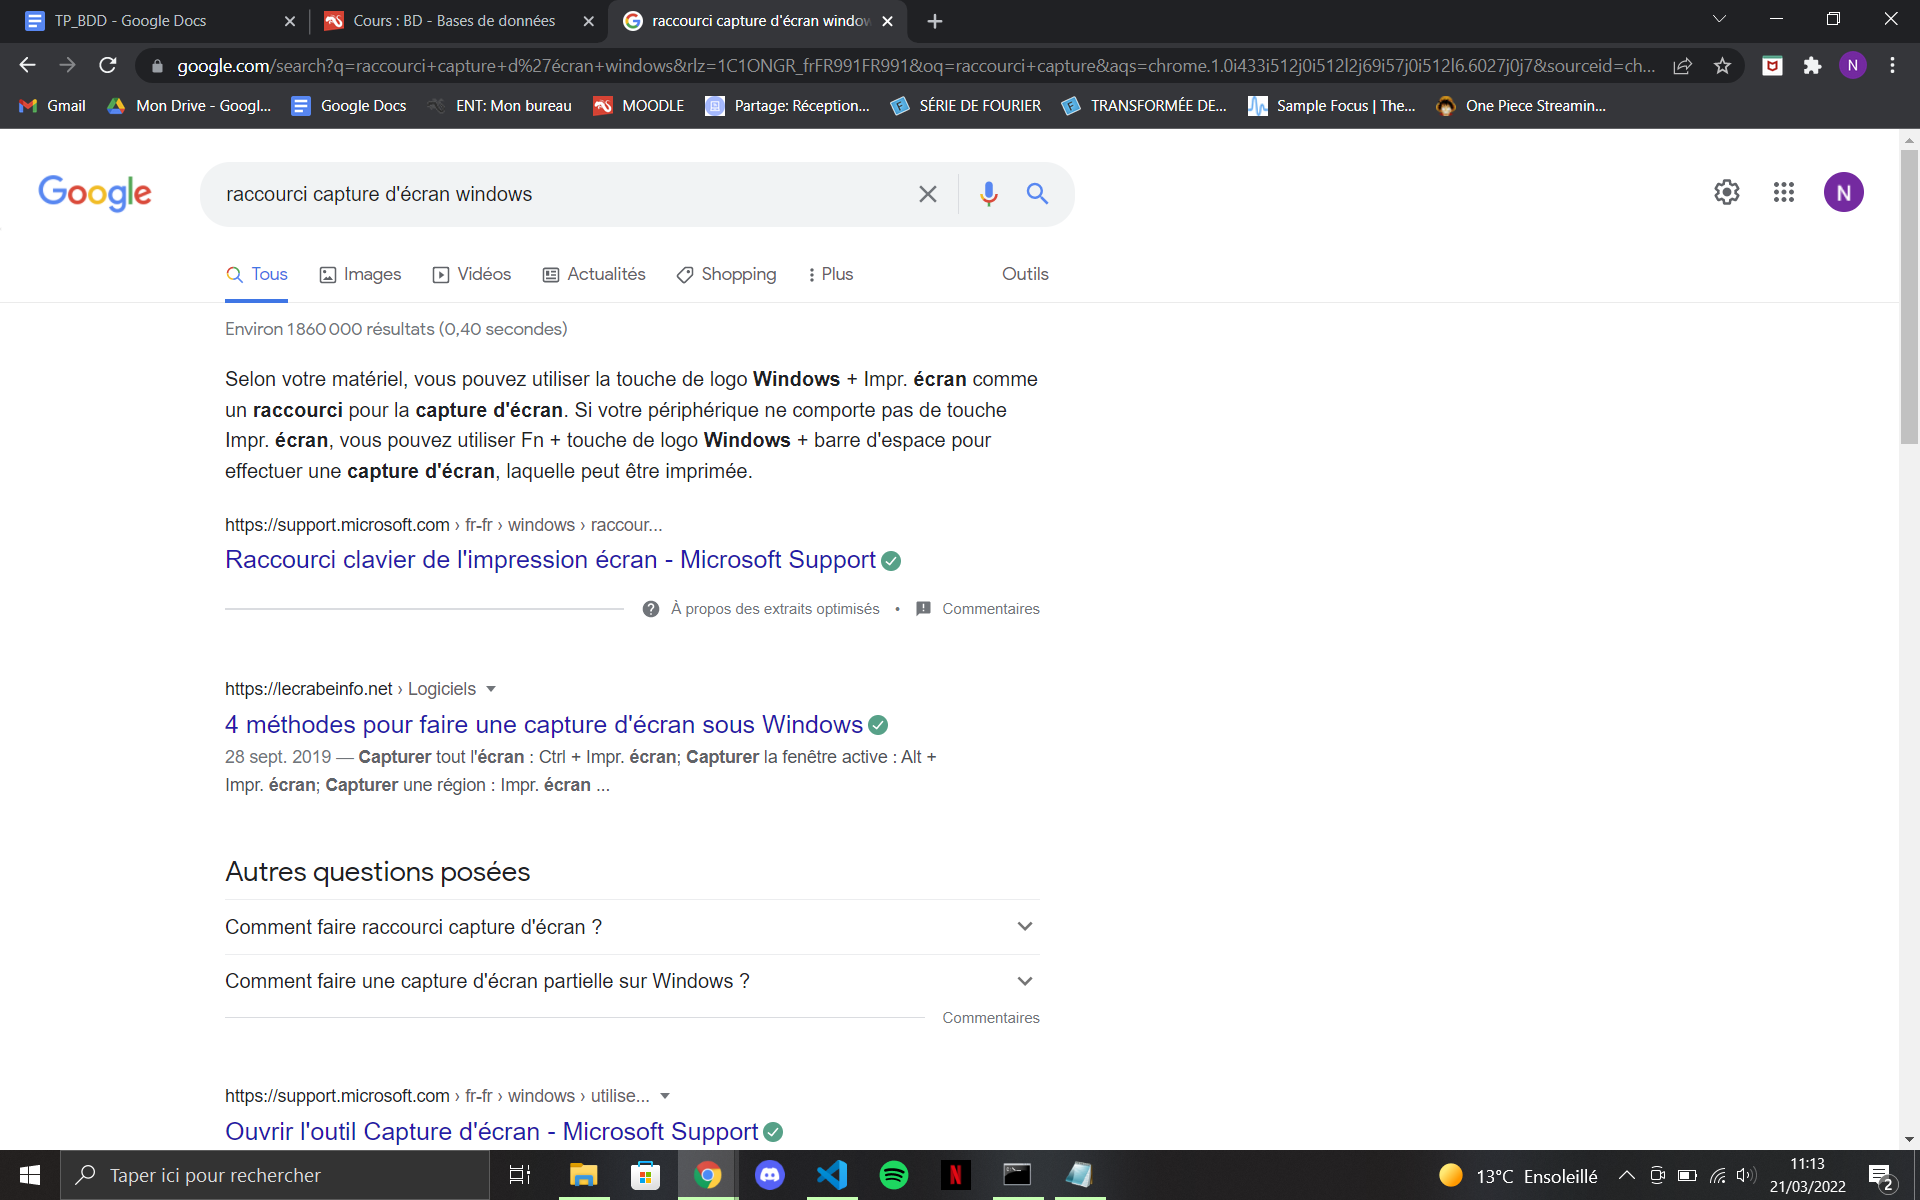 TP_BDD - Google Docs
Cours : BD - Bases de données
raccourci capture d'écran window
google.com/search?q=raccourci+capture+d%27écran+windows&rlz=1C1ONGR_frFR991FR991&oq=raccourci+capture&aqs=chrome.1.0i433i512j0i512l2j69i57j0i512l6.6027j0j7&sourceid=ch...
N
Gmail
Mon Drive - Googl...
Google Docs
ENT: Mon bureau
MOODLE
Partage: Réception...
SÉRIE DE FOURIER
TRANSFORMÉE DE...
Sample Focus | The...
One Piece Streamin...
Google
raccourci capture d'écran windows
N
Tous
Images
Vidéos
Actualités
Shopping
Plus
Outils
Environ 1 860 000 résultats (0,40 secondes)
Selon votre matériel, vous pouvez utiliser la touche de logo Windows + Impr. écran comme
un raccourci pour la capture d'écran. Si votre périphérique ne comporte pas de touche
Impr. écran, vous pouvez utiliser Fn + touche de logo Windows + barre d'espace pour
effectuer une capture d'écran, laquelle peut être imprimée.
https://support.microsoft.com › fr-fr › windows › raccour...
Raccourci clavier de l'impression écran - Microsoft Support
À propos des extraits optimisés • Commentaires
https://lecrabeinfo.net › Logiciels
4 méthodes pour faire une capture d'écran sous Windows
28 sept. 2019 — Capturer tout l'écran : Ctrl + Impr. écran; Capturer la fenêtre active : Alt +
Impr. écran; Capturer une région : Impr. écran ...
Autres questions posées
Comment faire raccourci capture d'écran ?
Comment faire une capture d'écran partielle sur Windows ?
Commentaires
https://support.microsoft.com › fr-fr › windows › utilise...
Ouvrir l'outil Capture d'écran - Microsoft Support
Taper ici pour rechercher
N
13°C Ensoleillé
11:13
21/03/2022
2